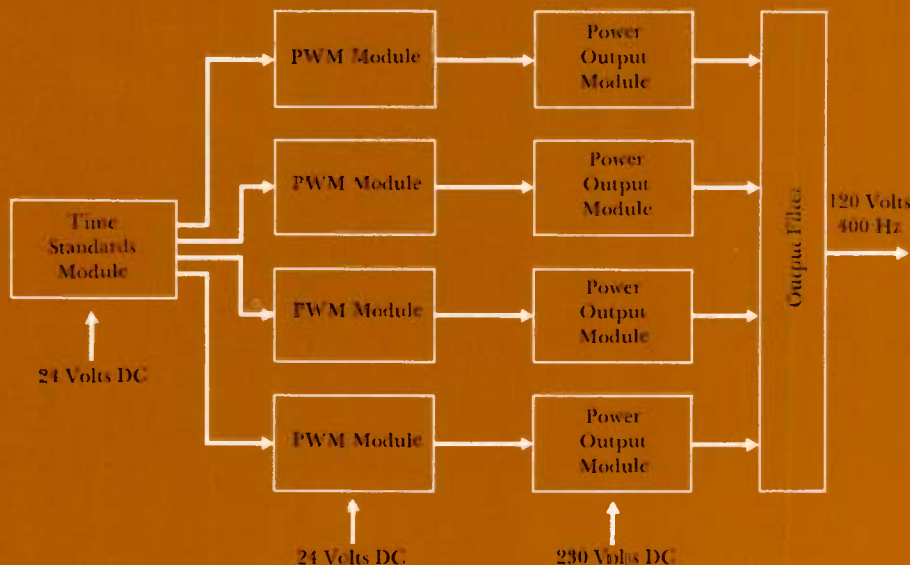 PWM Module
Power
Output
Module
PWM Module
Power
Output
Module
Time
Standards
Module
120 Volts
400 Hz
Output Filter
PWM Module
Power
Output
Module
24 Volts DC
PWM Module
Power
Output
Module
24 Volts DC
230 Volts DC